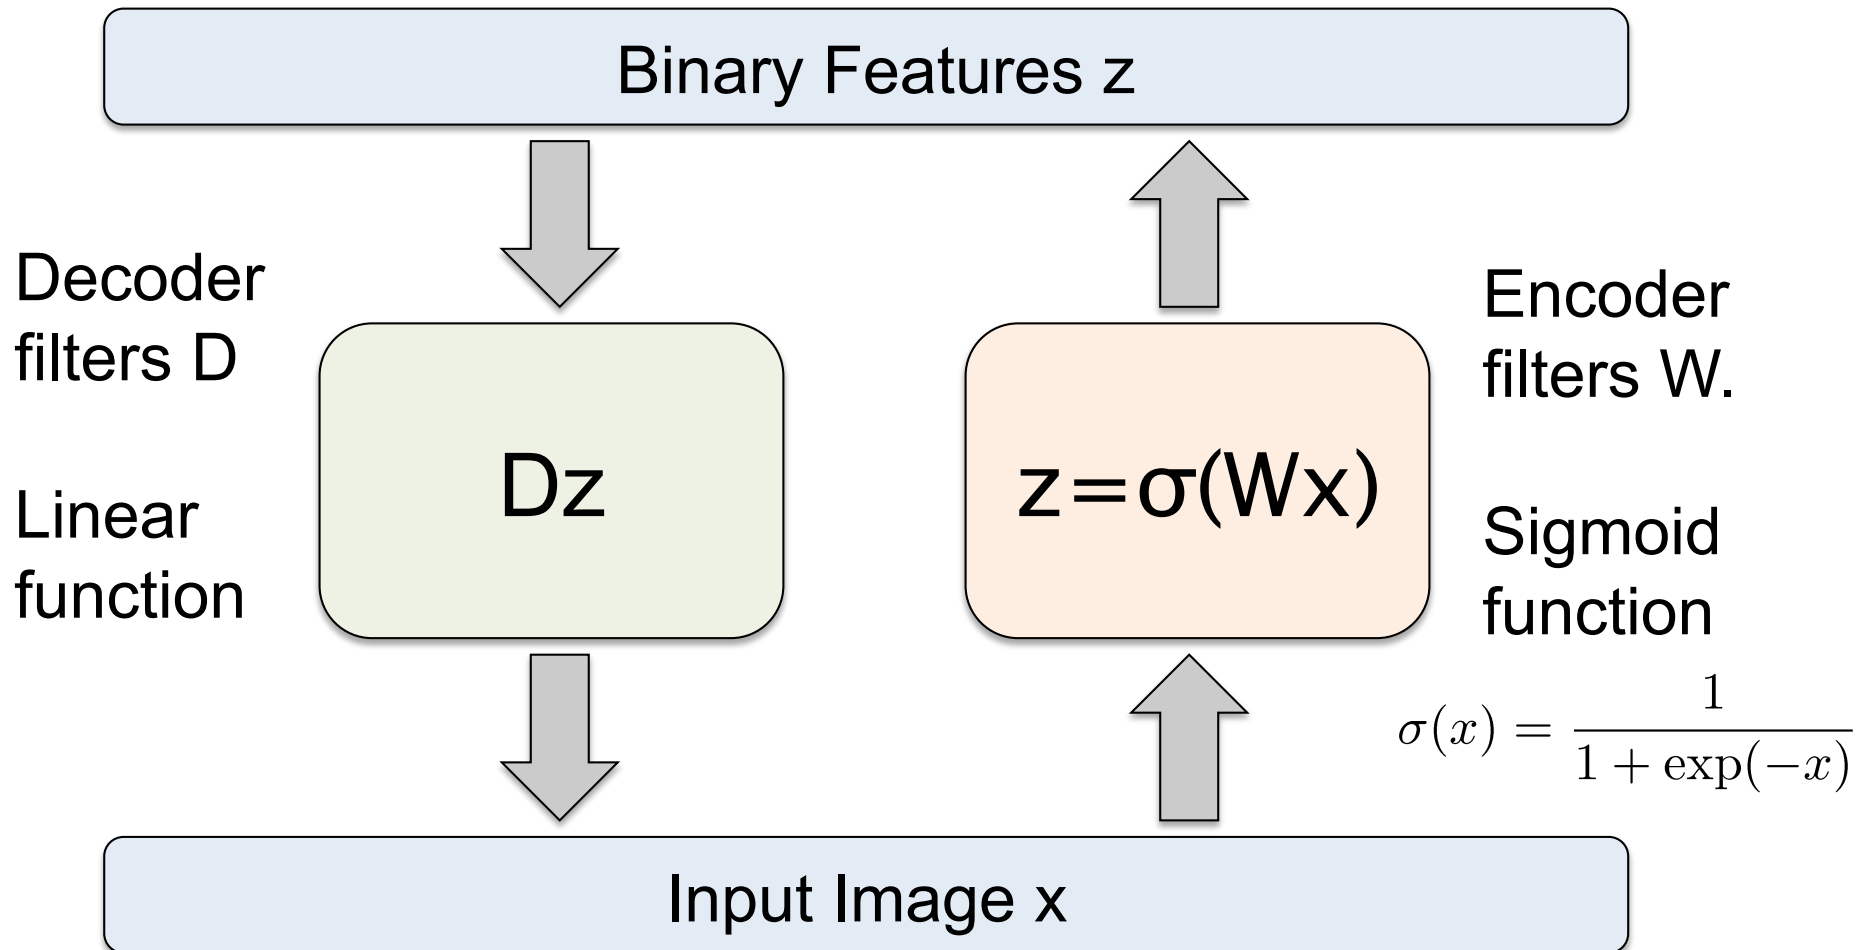 Binary Features z
Decoder
filters D
Linear
function
Dz
z=σ(Wx)
Encoder
filters W.
Sigmoid
function
σ(x) = 1 / (1 + exp(−x))
Input Image x